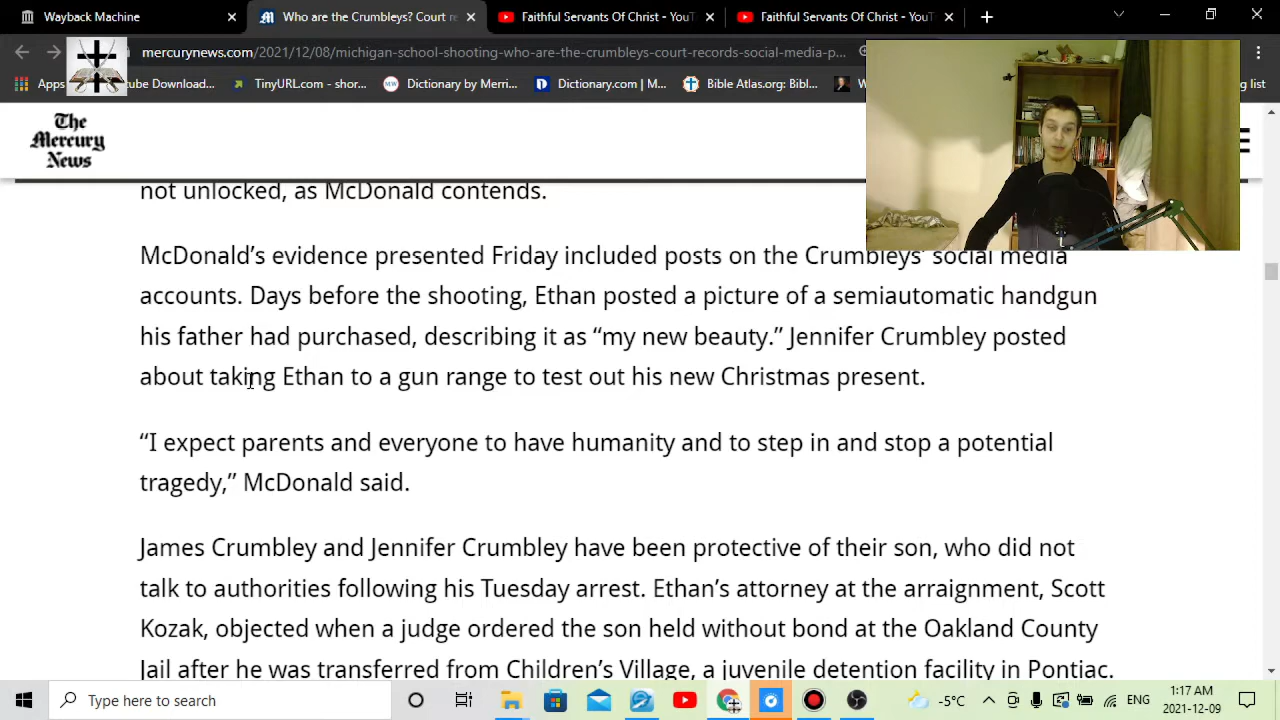 Wayback Machine
Who are Crumbleys? Court re
Faithful Servants Of Christ - YouT
Faithful Servants Of Christ - YouT
mercurynews.com/2021/12/08/michigan-school-shooting-who-are-the-crumbleys-court-records-social-media-p...
Apps
tube Download...
TinyURL.com - shor...
Dictionary by Merri...
Dictionary.com | M...
Bible Atlas.org: Bibl...
g list
The
Mercury
News
not unlocked, as McDonald contends.
McDonald’s evidence presented Friday included posts on the Crumbleys’ social media
accounts. Days before the shooting, Ethan posted a picture of a semiautomatic handgun
his father had purchased, describing it as “my new beauty.” Jennifer Crumbley posted
about taking Ethan to a gun range to test out his new Christmas present.
“I expect parents and everyone to have humanity and to step in and stop a potential
tragedy,” McDonald said.
James Crumbley and Jennifer Crumbley have been protective of their son, who did not
talk to authorities following his Tuesday arrest. Ethan’s attorney at the arraignment, Scott
Kozak, objected when a judge ordered the son held without bond at the Oakland County
Jail after he was transferred from Children’s Village, a juvenile detention facility in Pontiac.
Type here to search
-5°C
ENG
1:17 AM
2021-12-09